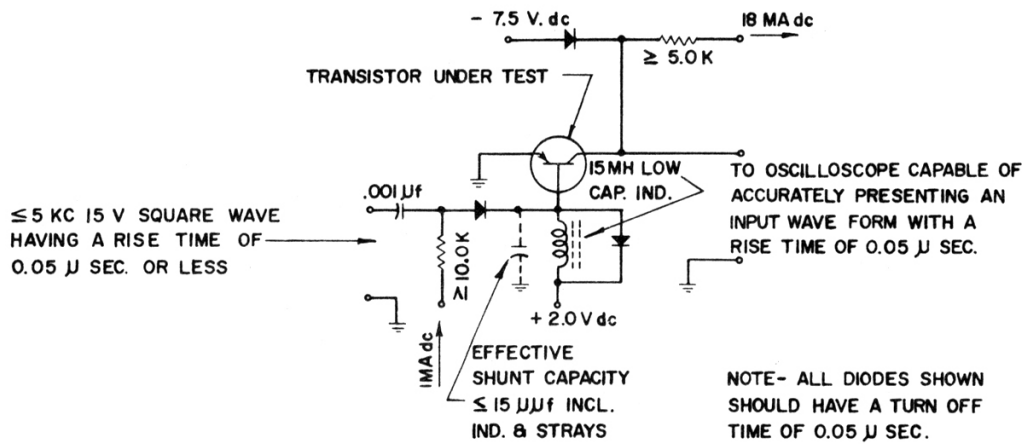 - 7.5 V. dc
18 MA dc
≥ 5.0 K
TRANSISTOR UNDER TEST
15 MH LOW
CAP. IND.
TO OSCILLOSCOPE CAPABLE OF
ACCURATELY PRESENTING AN
INPUT WAVE FORM WITH A
RISE TIME OF 0.05 μ SEC.
.001 μf
≤ 5 KC 15 V SQUARE WAVE
HAVING A RISE TIME OF
0.05 μ SEC. OR LESS
≥10.0K
+ 2.0 V dc
1MA dc
EFFECTIVE
SHUNT CAPACITY
≤ 15 μμf INCL.
IND. & STRAYS
NOTE- ALL DIODES SHOWN
SHOULD HAVE A TURN OFF
TIME OF 0.05 μ SEC.